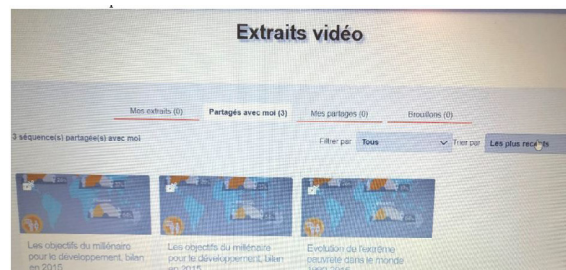 Extraits vidéo
Mes extraits (0) Partagés avec moi (3) Mes partages (0) Brouillons (0)
3 séquence(s) partagée(s) avec moi
Filtrer par Tous Trier par Les plus récents
Les objectifs du millénaire
pour le développement, bilan
en 2015
Les objectifs du millénaire
pour le développement, bilan
en 2015
Evolution de l'extrême
pauvreté dans le monde
1990-2015